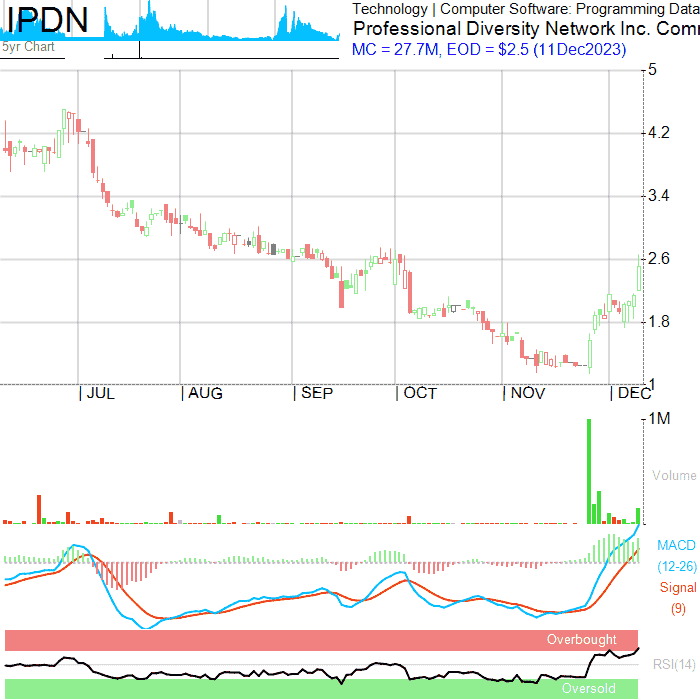 IPDN
5yr Chart
Technology | Computer Software: Programming Data
Professional Diversity Network Inc. Comm
MC = 27.7M, EOD = $2.5 (11Dec2023)
5
4.2
3.4
2.6
1.8
1
JUL AUG SEP OCT NOV DEC
1M
Volume
MACD
(12-26)
Signal
(9)
Overbought
RSI(14)
Oversold